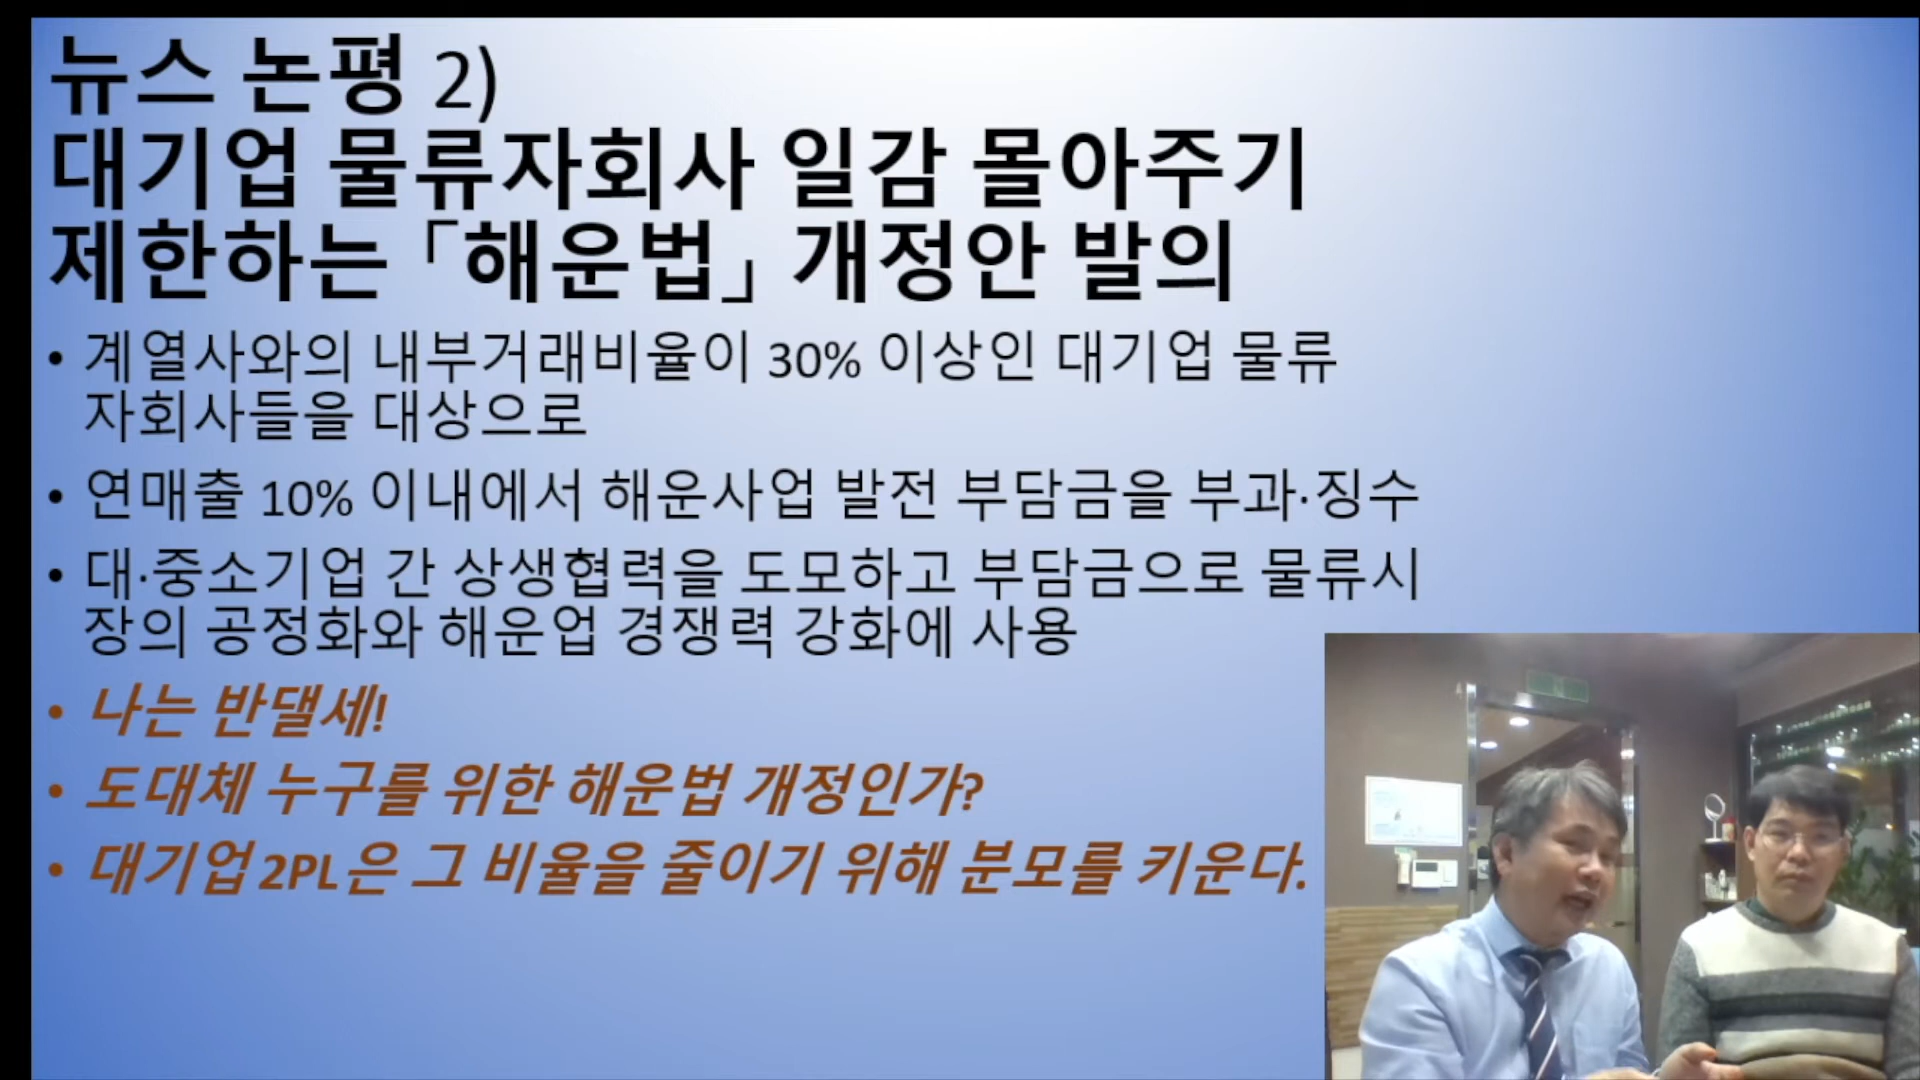 뉴스 논평 2)
대기업 물류자회사 일감 몰아주기
제한하는 「해운법」 개정안 발의
• 계열사와의 내부거래비율이 30% 이상인 대기업 물류
자회사들을 대상으로
• 연매출 10% 이내에서 해운사업 발전 부담금을 부과·징수
• 대·중소기업 간 상생협력을 도모하고 부담금으로 물류시
장의 공정화와 해운업 경쟁력 강화에 사용
• 나는 반댈세!
• 도대체 누구를 위한 해운법 개정인가?
• 대기업 2PL은 그 비율을 줄이기 위해 분모를 키운다.